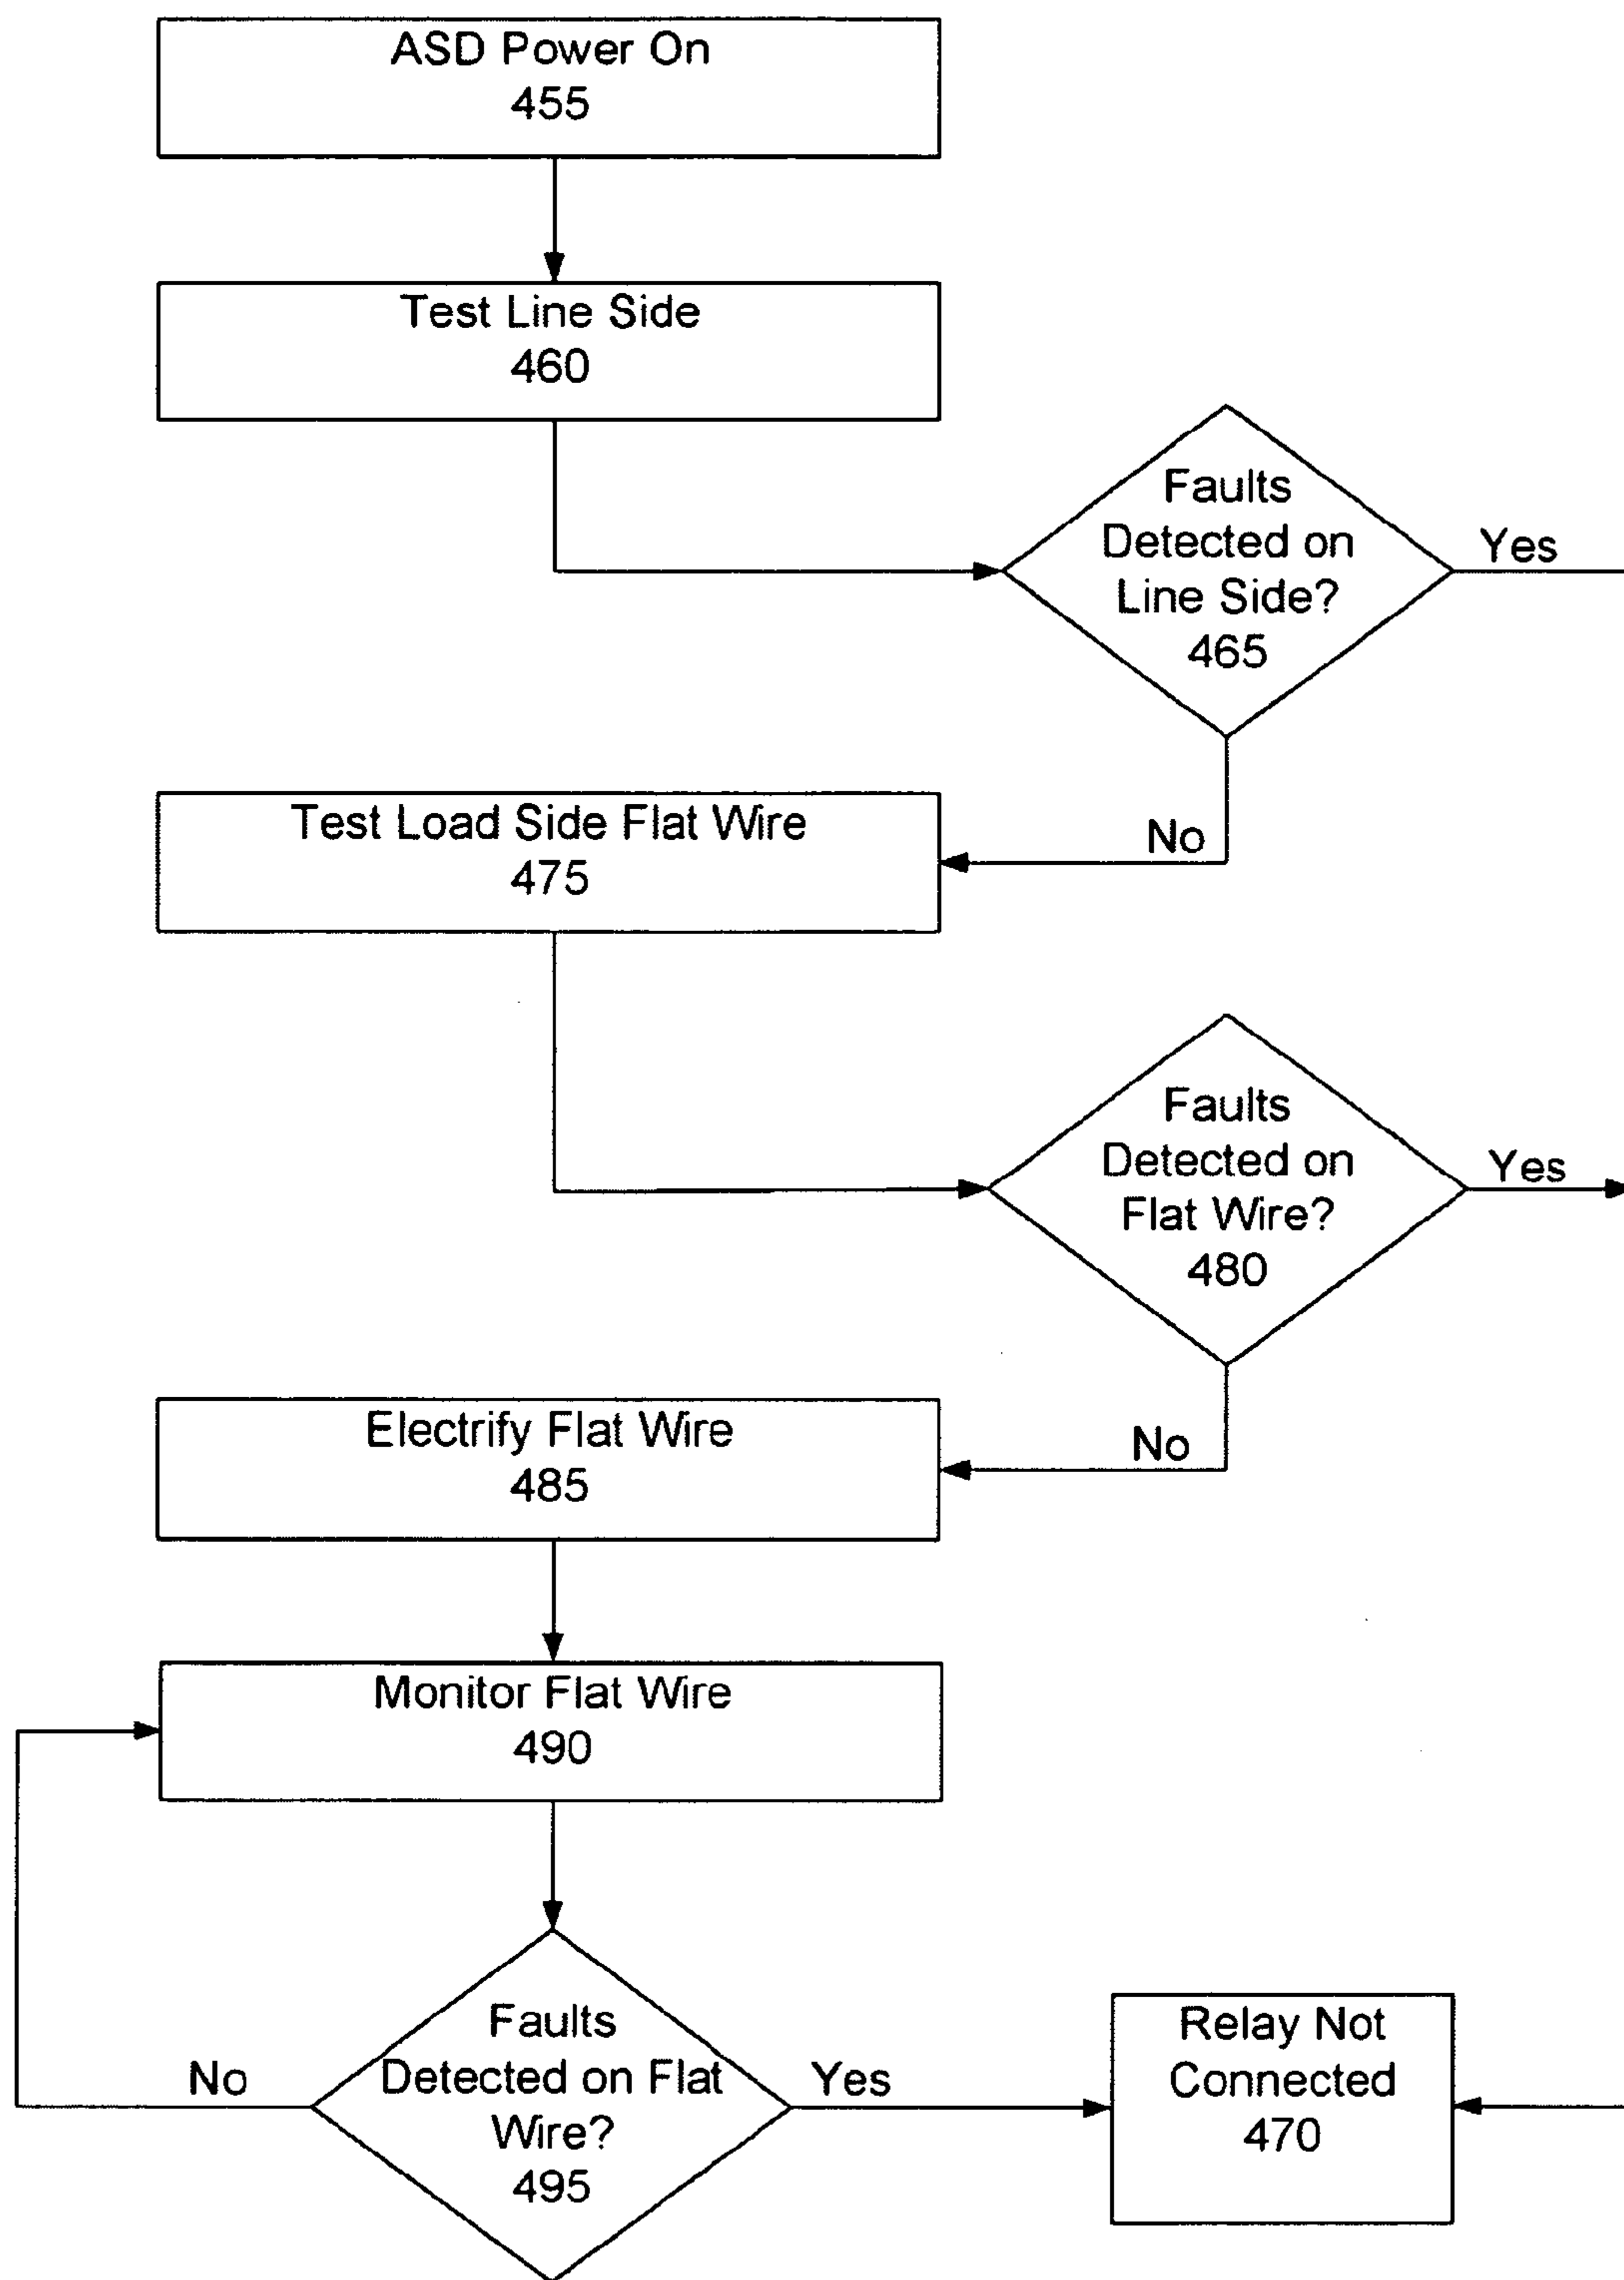 ASD Power On
455
Test Line Side
460
Faults
Detected on
Line Side?
465
Yes
No
Test Load Side Flat Wire
475
Faults
Detected on
Flat Wire?
480
Yes
No
Electrify Flat Wire
485
Monitor Flat Wire
490
Faults
Detected on Flat
Wire?
495
No
Yes
Relay Not
Connected
470